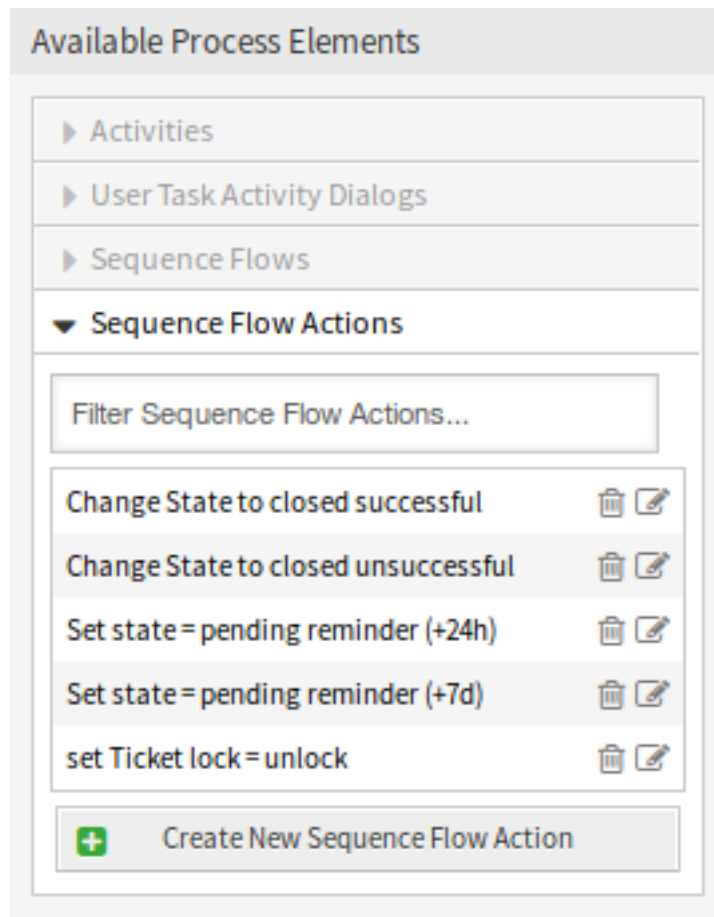 Available Process Elements
Activities
User Task Activity Dialogs
Sequence Flows
Sequence Flow Actions
Filter Sequence Flow Actions...
Change State to closed successful
Change State to closed unsuccessful
Set state = pending reminder (+24h)
Set state = pending reminder (+7d)
set Ticket lock = unlock
Create New Sequence Flow Action